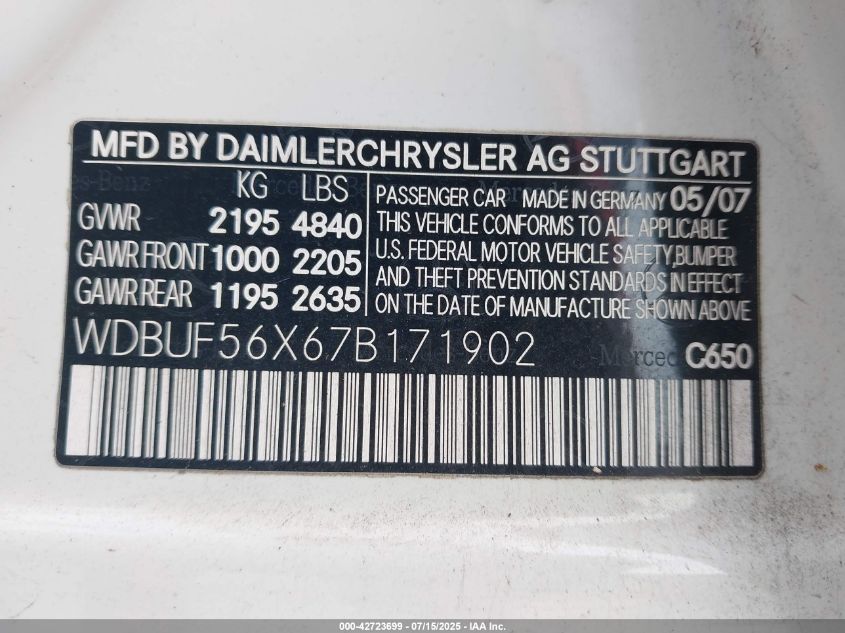 MFD BY DAIMLERCHRYSLER AG STUTTGART
KG LBS
GVWR 2195 4840
GAWR FRONT 1000 2205
GAWR REAR 1195 2635
PASSENGER CAR MADE IN GERMANY 05/07
THIS VEHICLE CONFORMS TO ALL APPLICABLE
U.S. FEDERAL MOTOR VEHICLE SAFETY,BUMPER
AND THEFT PREVENTION STANDARDS IN EFFECT
ON THE DATE OF MANUFACTURE SHOWN ABOVE
WDBUF56X67B171902
C650
000-42723699 - 07/15/2025 - IAA Inc.